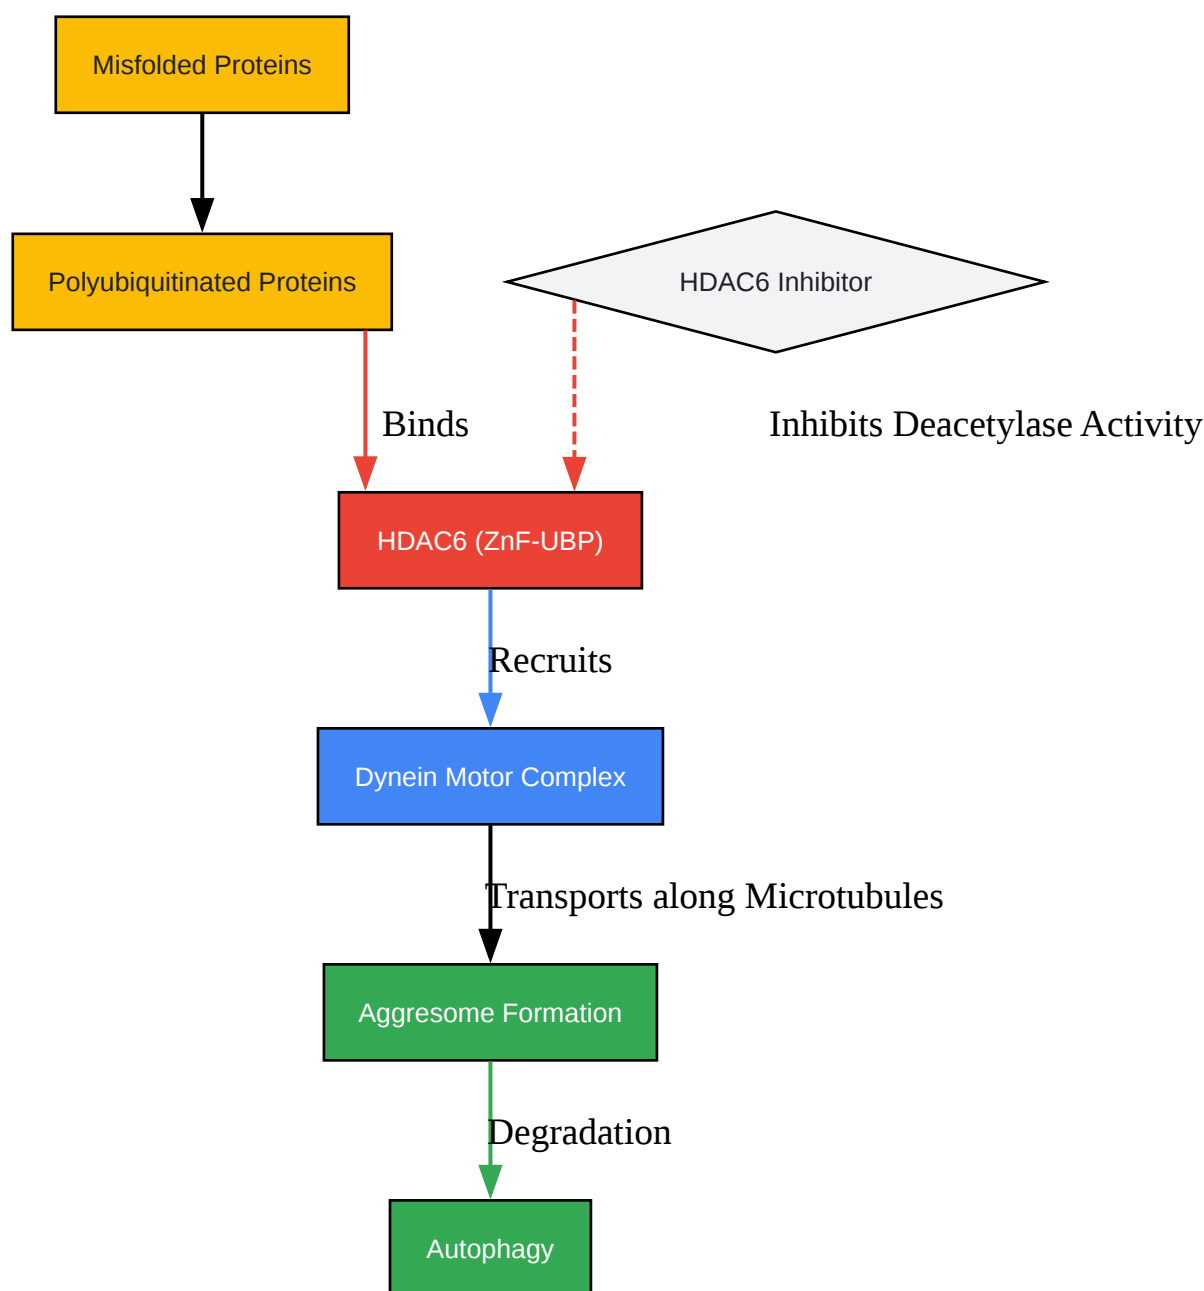 Misfolded Proteins
Polyubiquitinated Proteins
HDAC6 Inhibitor
Binds
Inhibits Deacetylase Activity
HDAC6 (ZnF-UBP)
Recruits
Dynein Motor Complex
Transports along Microtubules
Aggresome Formation
Degradation
Autophagy